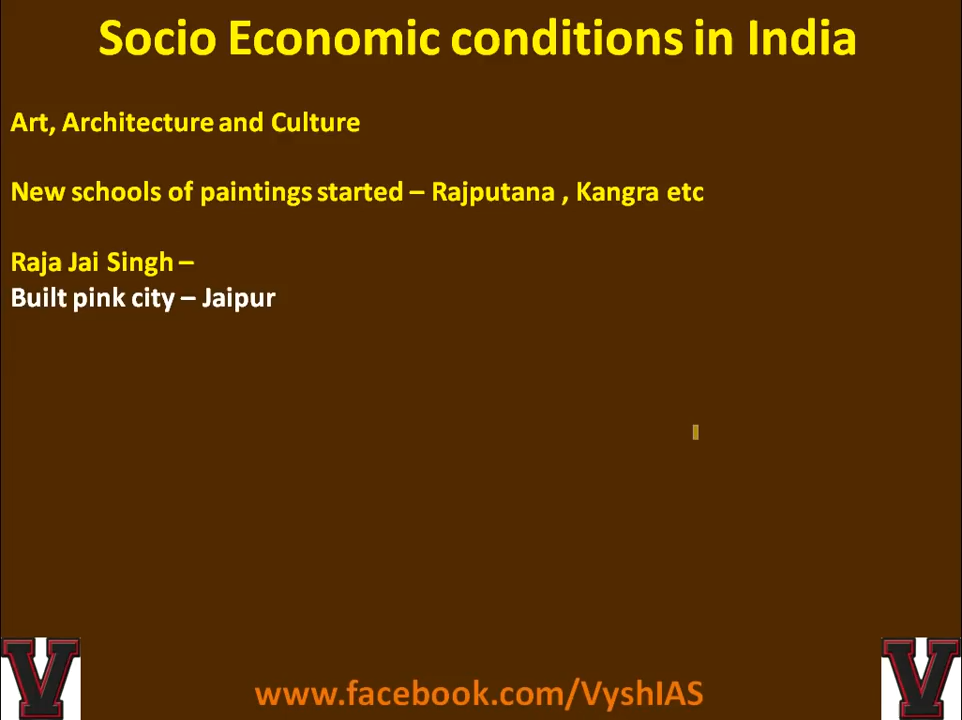 Socio Economic conditions in India
Art, Architecture and Culture
New schools of paintings started – Rajputana , Kangra etc
Raja Jai Singh –
Built pink city – Jaipur
V
V
www.facebook.com/VyshIAS